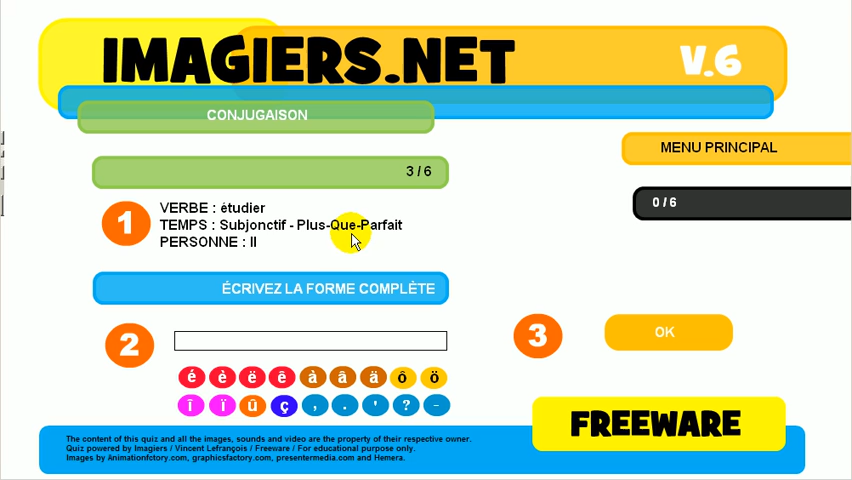 IMAGIERS.NET
V.6
CONJUGAISON
MENU PRINCIPAL
3 / 6
0 / 6
1
VERBE : étudier
TEMPS : Subjonctif - Plus-Que-Parfait
PERSONNE : Il
ÉCRIVEZ LA FORME COMPLÈTE
2
3
OK
é è ë ê à â ä ô ö
î ï û ç , . ' ? -
FREEWARE
The content of this quiz and all the images, sounds and video are the property of their respective owner.
Quiz powered by Imagiers / Vincent Lefrançois / Freeware / For educational purpose only.
Images by Animationfctory.com, graphicsfactory.com, presentermedia.com and Hemera.